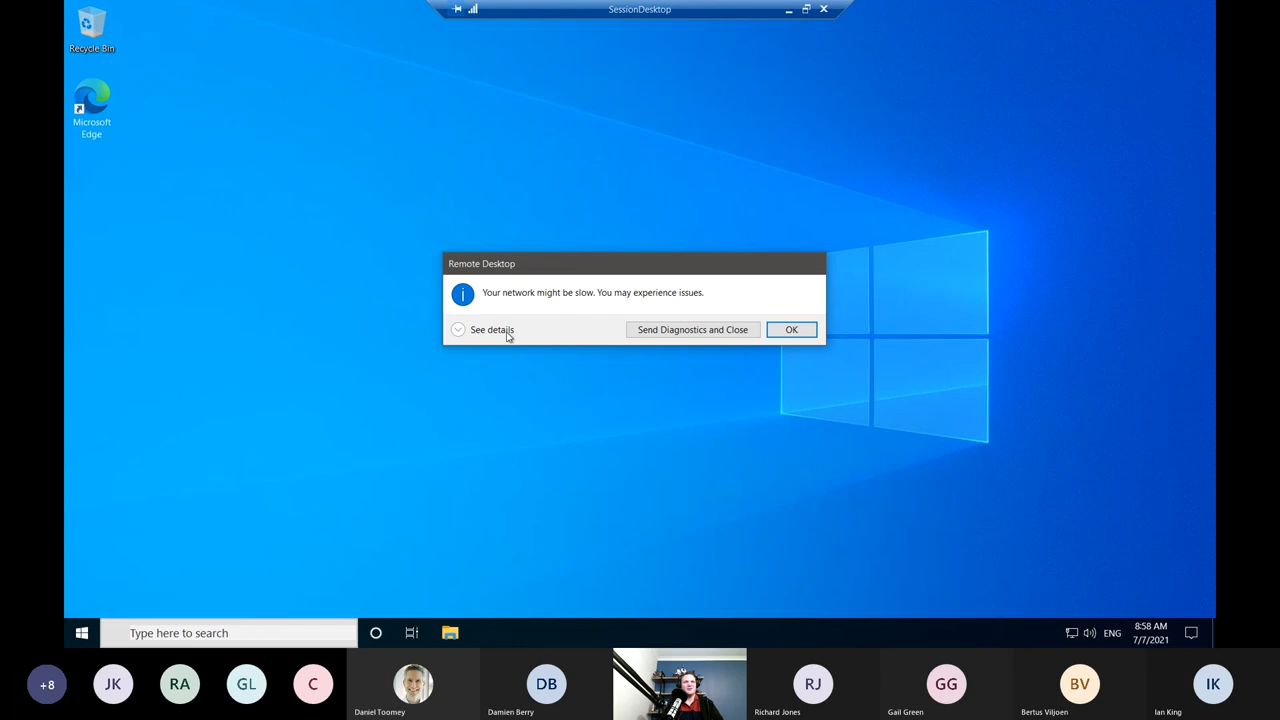 SessionDesktop
Recycle Bin
Microsoft
Edge
Remote Desktop
Your network might be slow. You may experience issues.
See details
Send Diagnostics and Close
OK
Type here to search
ENG
8:58 AM
7/7/2021
+8
JK
RA
GL
C
Daniel Toomey
DB
Damien Berry
RJ
Richard Jones
GG
Gail Green
BV
Bertus Viljoen
IK
Ian King